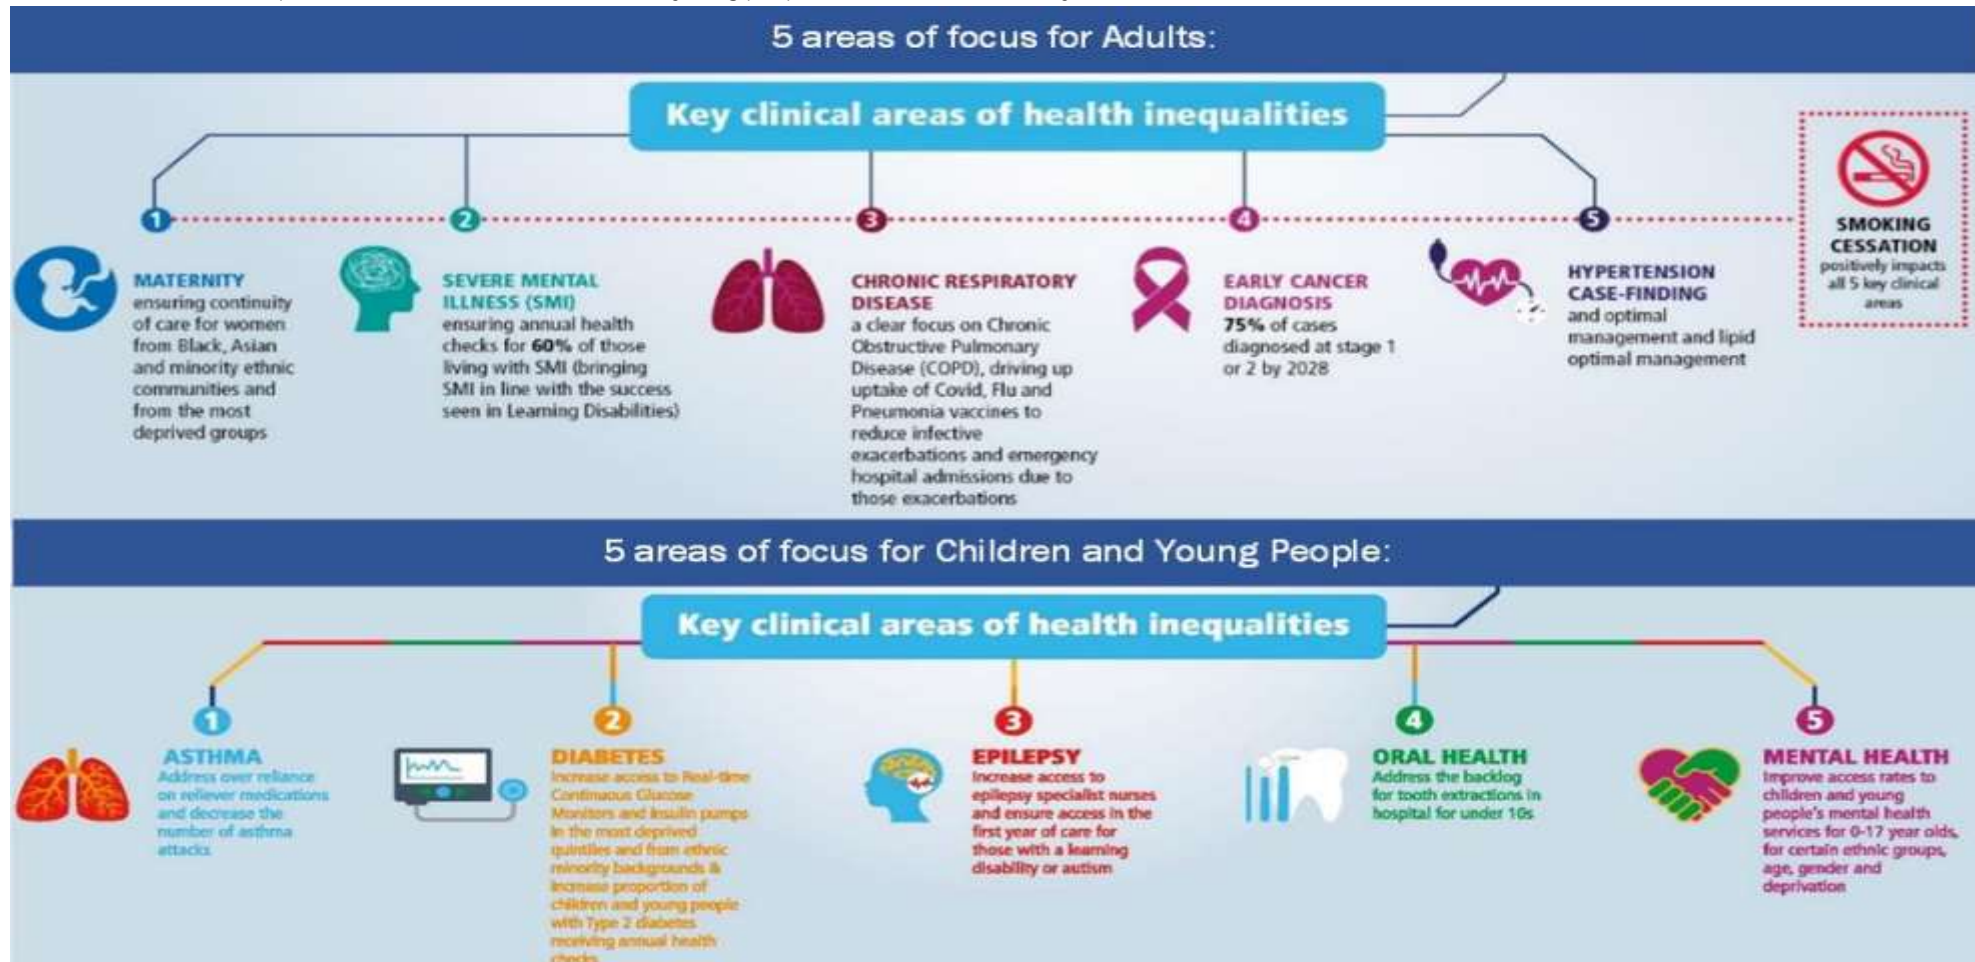 5 areas of focus for Adults:
Key clinical areas of health inequalities
1
MATERNITY
ensuring continuity
of care for women
from Black, Asian
and minority ethnic
communities and
from the most
deprived groups
2
SEVERE MENTAL
ILLNESS (SMI)
ensuring annual health
checks for 60% of those
living with SMI (bringing
SMI in line with the success
seen in Learning Disabilities)
3
CHRONIC RESPIRATORY
DISEASE
a clear focus on Chronic
Obstructive Pulmonary
Disease (COPD), driving up
uptake of Covid, Flu and
Pneumonia vaccines to
reduce infective
exacerbations and emergency
hospital admissions due to
those exacerbations
4
EARLY CANCER
DIAGNOSIS
75% of cases
diagnosed at stage 1
or 2 by 2028
5
HYPERTENSION
CASE-FINDING
and optimal
management and lipid
optimal management
SMOKING
CESSATION
positively impacts
all 5 key clinical
areas
5 areas of focus for Children and Young People:
Key clinical areas of health inequalities
1
ASTHMA
Address over reliance
on reliever medications
and decrease the
number of asthma
attacks
2
DIABETES
Increase access to Real-time
Continuous Glucose
Monitors and insulin pumps
in the most deprived
quintiles and from ethnic
minority backgrounds &
increase proportion of
children and young people
with Type 2 diabetes
receiving annual health
checks
3
EPILEPSY
Increase access to
epilepsy specialist nurses
and ensure access in the
first year of care for
those with a learning
disability or autism
4
ORAL HEALTH
Address the backlog
for tooth extractions in
hospital for under 10s
5
MENTAL HEALTH
Improve access rates to
children and young
people's mental health
services for 0-17 year olds,
for certain ethnic groups,
age, gender and
deprivation